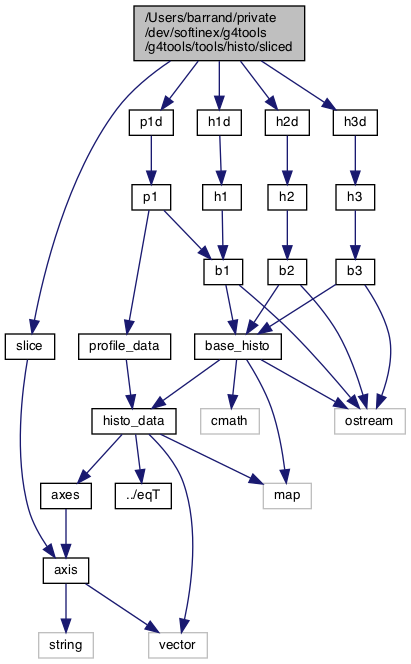 /Users/barrand/private
/dev/softinex/g4tools
/g4tools/tools/histo/sliced
p1d
h1d
h2d
h3d
p1
h1
h2
h3
b1
b2
b3
slice
profile_data
base_histo
histo_data
cmath
ostream
axes
../eqT
map
axis
string
vector